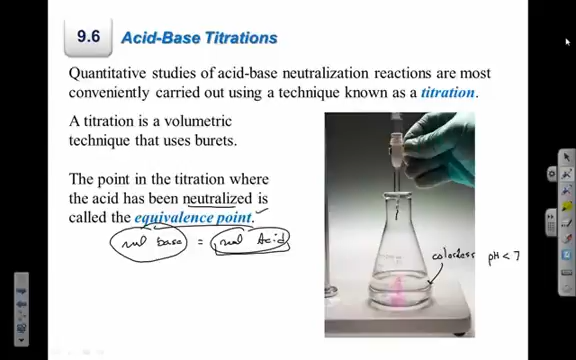 9.6 Acid-Base Titrations
Quantitative studies of acid-base neutralization reactions are most
conveniently carried out using a technique known as a titration.
A titration is a volumetric
technique that uses burets.
The point in the titration where
the acid has been neutralized is
called the equivalence point.
mol base = mol Acid
colorless pH < 7